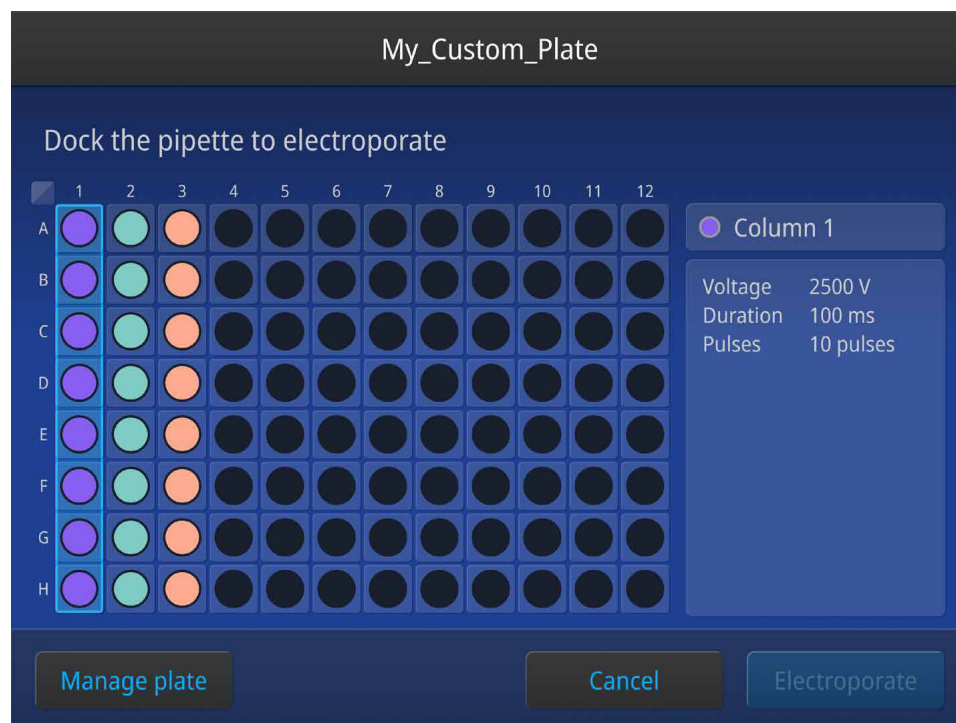 My_Custom_Plate
Dock the pipette to electroporate
1 2 3 4 5 6 7 8 9 10 11 12
A
B
C
D
E
F
G
H
Column 1
Voltage 2500 V
Duration 100 ms
Pulses 10 pulses
Manage plate
Cancel
Electroporate